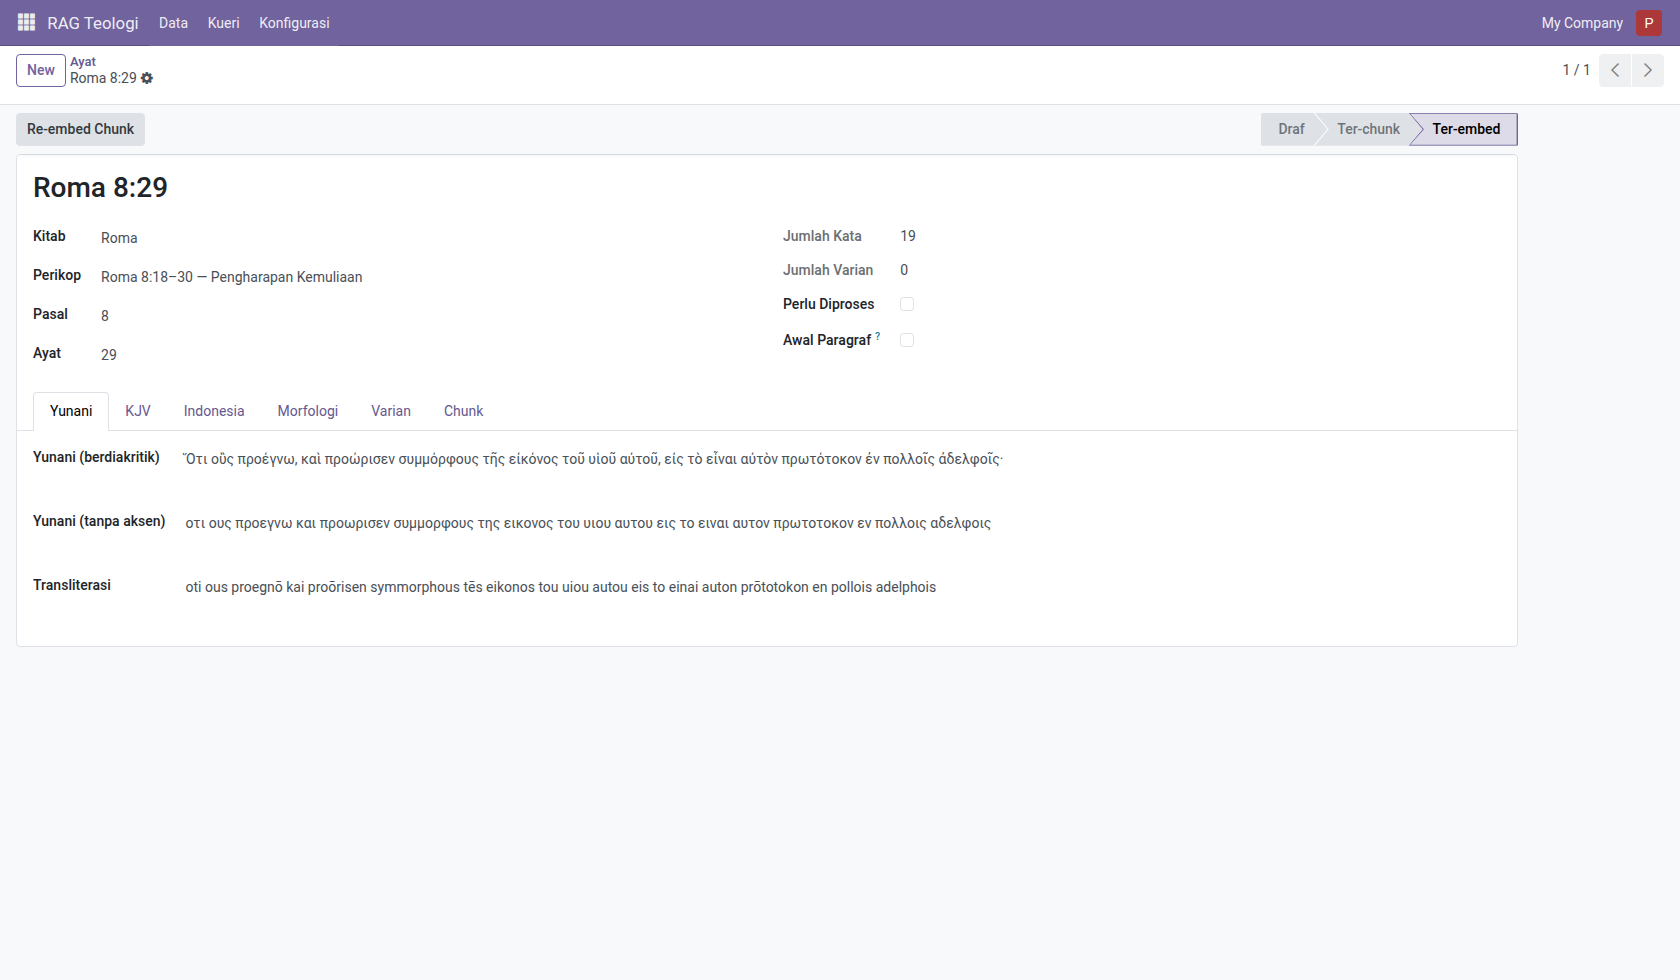 RAG Teologi Data Kueri Konfigurasi My Company P
New Ayat
Roma 8:29 1 / 1
Re-embed Chunk Draf Ter-chunk Ter-embed
Roma 8:29
Kitab Roma
Perikop Roma 8:18–30 — Pengharapan Kemuliaan
Pasal 8
Ayat 29
Jumlah Kata 19
Jumlah Varian 0
Perlu Diproses
Awal Paragraf ?
Yunani KJV Indonesia Morfologi Varian Chunk
Yunani (berdiakritik) Ὅτι οὓς προέγνω, καὶ προώρισεν συμμόρφους τῆς εἰκόνος τοῦ υἱοῦ αὐτοῦ, εἰς τὸ εἶναι αὐτὸν πρωτότοκον ἐν πολλοῖς ἀδελφοῖς·
Yunani (tanpa aksen) οτι ους προεγνω και προωρισεν συμμορφους της εικονος του υιου αυτου εις το ειναι αυτον πρωτοτοκον εν πολλοις αδελφοις
Transliterasi oti ous proegnō kai proōrisen symmorphous tēs eikonos tou uiou autou eis to einai auton prōtotokon en pollois adelphois